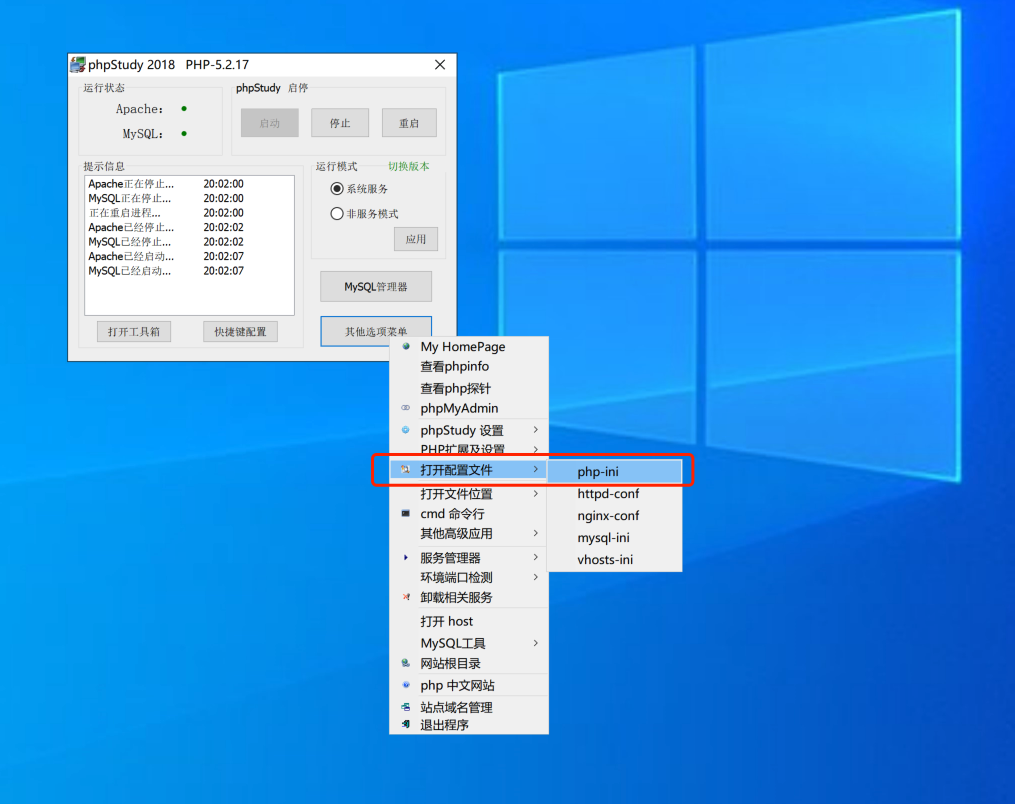 phpStudy 2018 PHP-5.2.17
运行状态
Apache:
MySQL:
phpStudy 启停
启动 停止 重启
提示信息
Apache正在停止... 20:02:00
MySQL正在停止... 20:02:00
正在重启进程... 20:02:00
Apache已经停止... 20:02:02
MySQL已经停止... 20:02:02
Apache已经启动... 20:02:07
MySQL已经启动... 20:02:07
打开工具箱 快捷键配置
运行模式 切换版本
系统服务
非服务模式
应用
MySQL管理器
其他选项菜单
My HomePage
查看phpinfo
查看php探针
phpMyAdmin
phpStudy 设置
PHP扩展及设置
打开配置文件
打开文件位置
cmd 命令行
其他高级应用
服务管理器
环境端口检测
卸载相关服务
打开 host
MySQL工具
网站根目录
php 中文网站
站点域名管理
退出程序
php-ini
httpd-conf
nginx-conf
mysql-ini
vhosts-ini